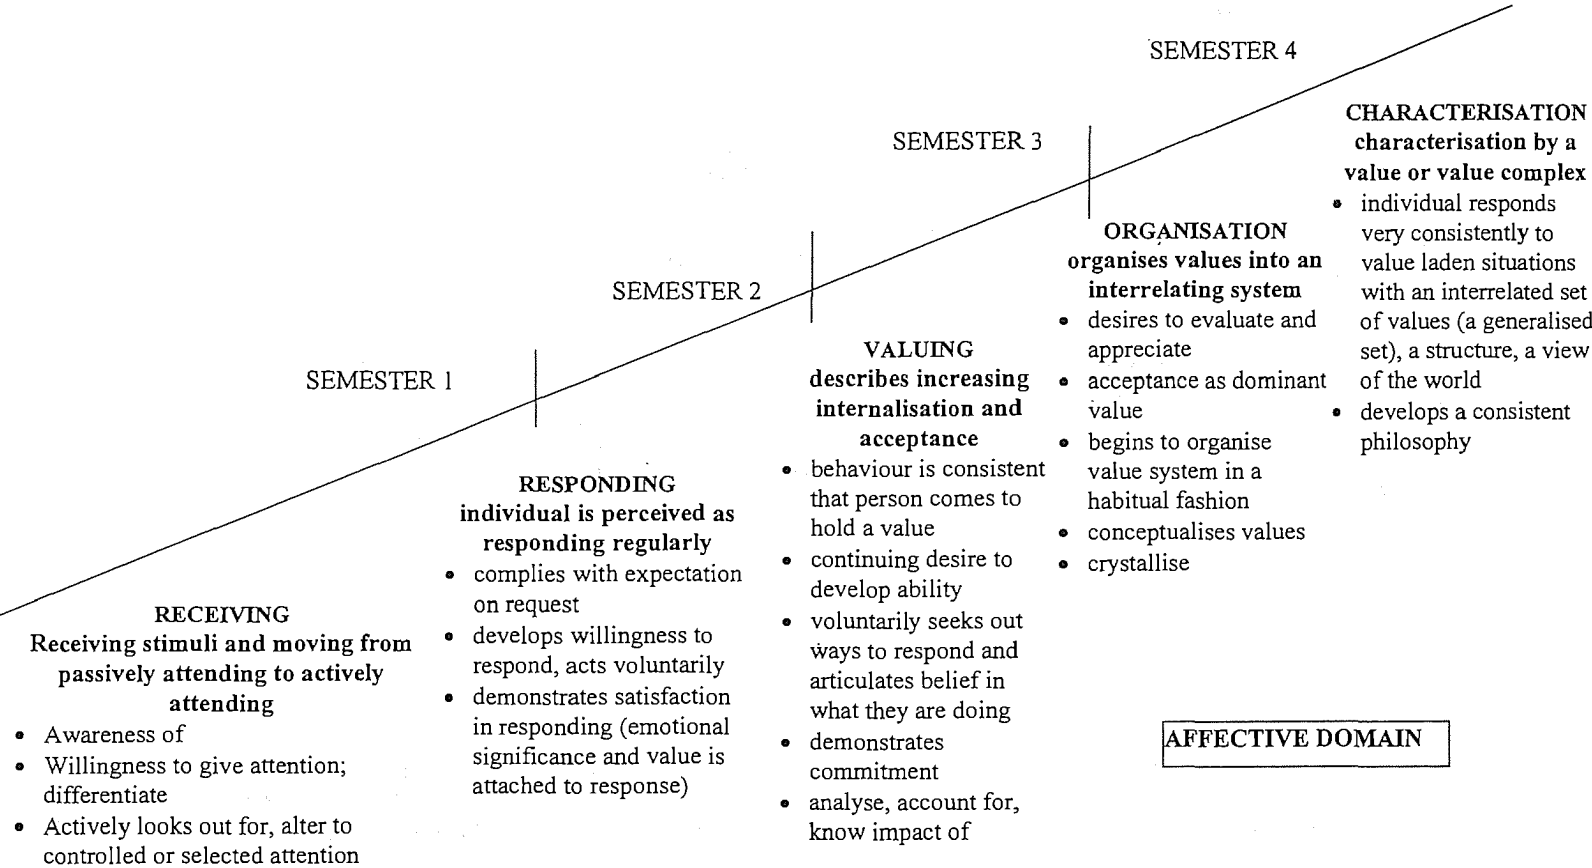 SEMESTER 4
SEMESTER 3
SEMESTER 2
SEMESTER 1
RECEIVING
Receiving stimuli and moving from
passively attending to actively
attending
• Awareness of
• Willingness to give attention;
differentiate
• Actively looks out for, alter to
controlled or selected attention
RESPONDING
individual is perceived as
responding regularly
• complies with expectation
on request
• develops willingness to
respond, acts voluntarily
• demonstrates satisfaction
in responding (emotional
significance and value is
attached to response)
VALUING
describes increasing
internalisation and
acceptance
• behaviour is consistent
that person comes to
hold a value
• continuing desire to
develop ability
• voluntarily seeks out
ways to respond and
articulates belief in
what they are doing
• demonstrates
commitment
• analyse, account for,
know impact of
ORGANISATION
organises values into an
interrelating system
• desires to evaluate and
appreciate
• acceptance as dominant
value
• begins to organise
value system in a
habitual fashion
• conceptualises values
• crystallise
CHARACTERISATION
characterisation by a
value or value complex
• individual responds
very consistently to
value laden situations
with an interrelated set
of values (a generalised
set), a structure, a view
of the world
• develops a consistent
philosophy
AFFECTIVE DOMAIN